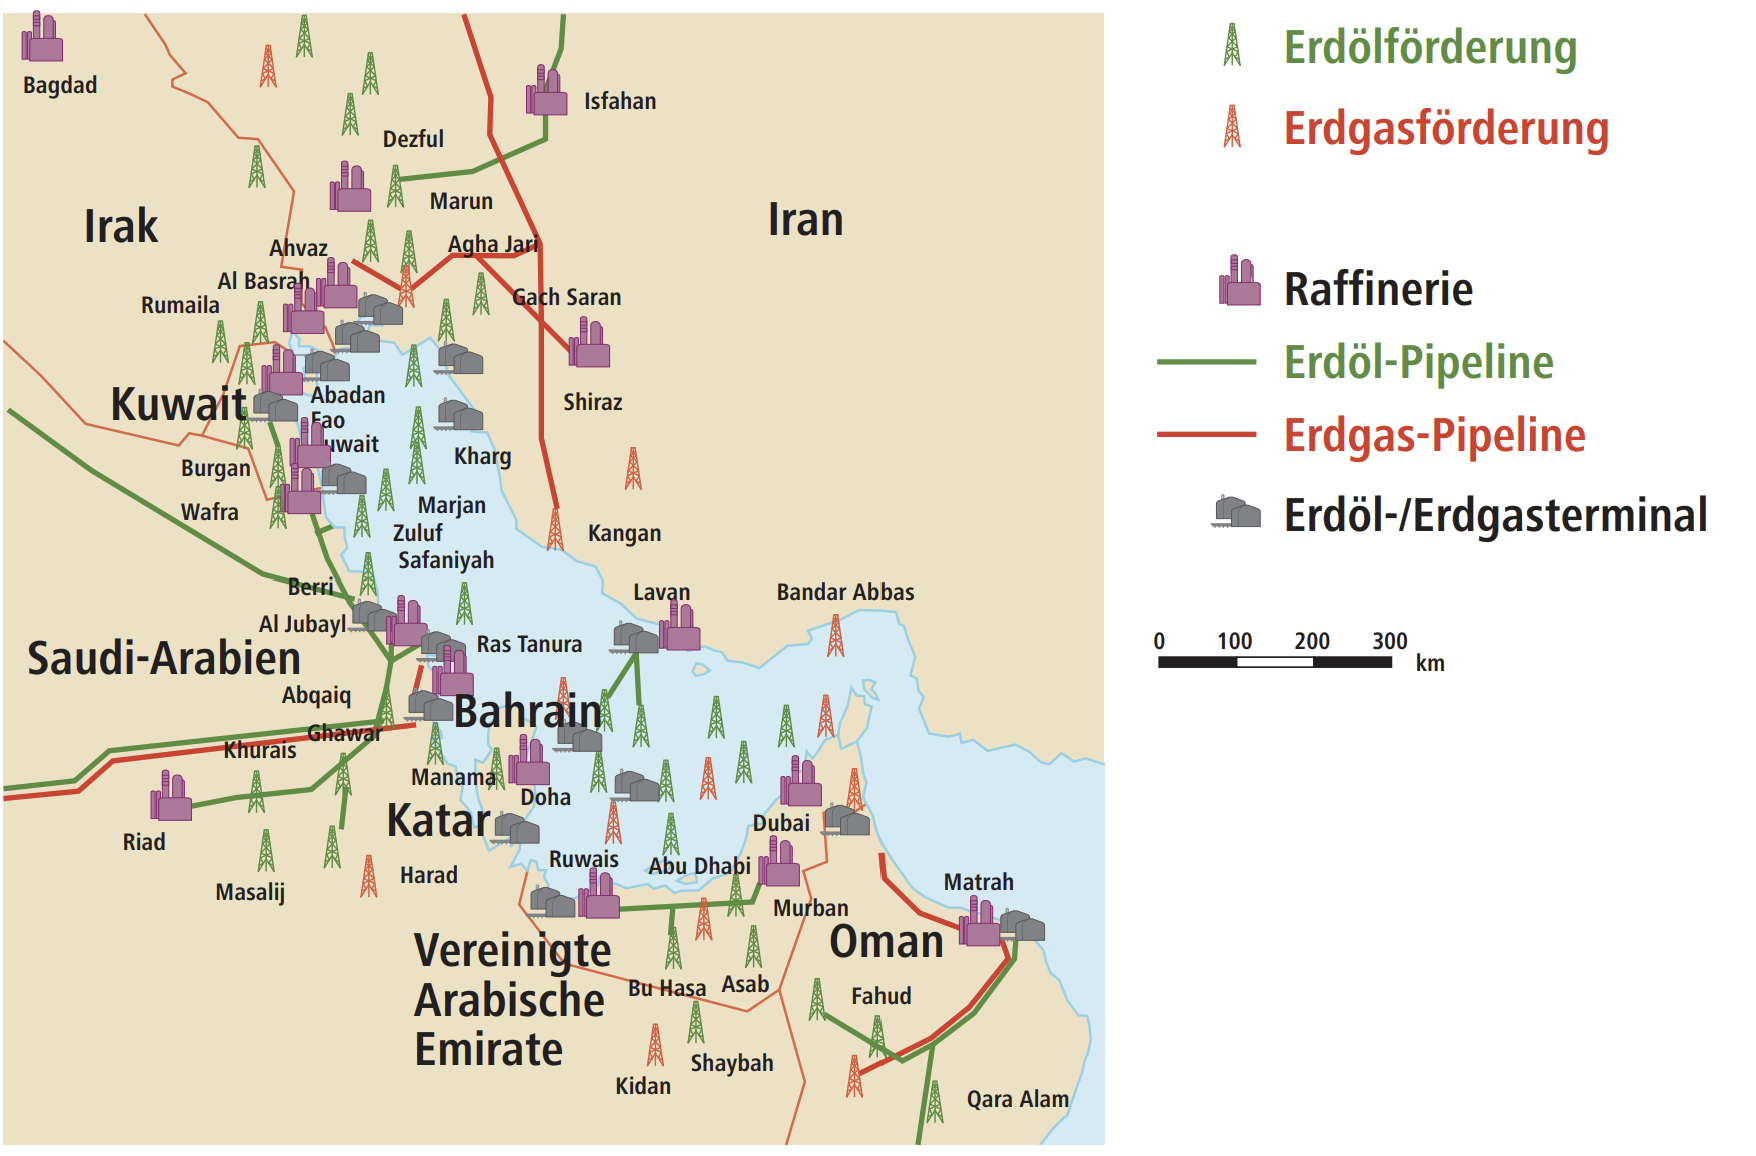 Bagdad
Isfahan
Dezful
Marun
Irak
Iran
Ahvaz
Agha Jari
Al Basrah
Rumaila
Gach Saran
Kuwait
Abadan
Fao
uwait
Shiraz
Burgan
Kharg
Wafra
Marjan
Zuluf
Kangan
Safaniyah
Berri
Lavan
Bandar Abbas
Al Jubayl
Saudi-Arabien
Ras Tanura
Abqaiq
Bahrain
Ghawar
Khurais
Manama
Doha
Katar
Dubai
Riad
Ruwais
Abu Dhabi
Harad
Masalij
Matrah
Murban
Oman
Vereinigte
Arabische
Emirate
Bu Hasa
Asab
Fahud
Shaybah
Kidan
Qara Alam
Erdölförderung
Erdgasförderung
Raffinerie
Erdöl-Pipeline
Erdgas-Pipeline
Erdöl-/Erdgasterminal
0 100 200 300
km